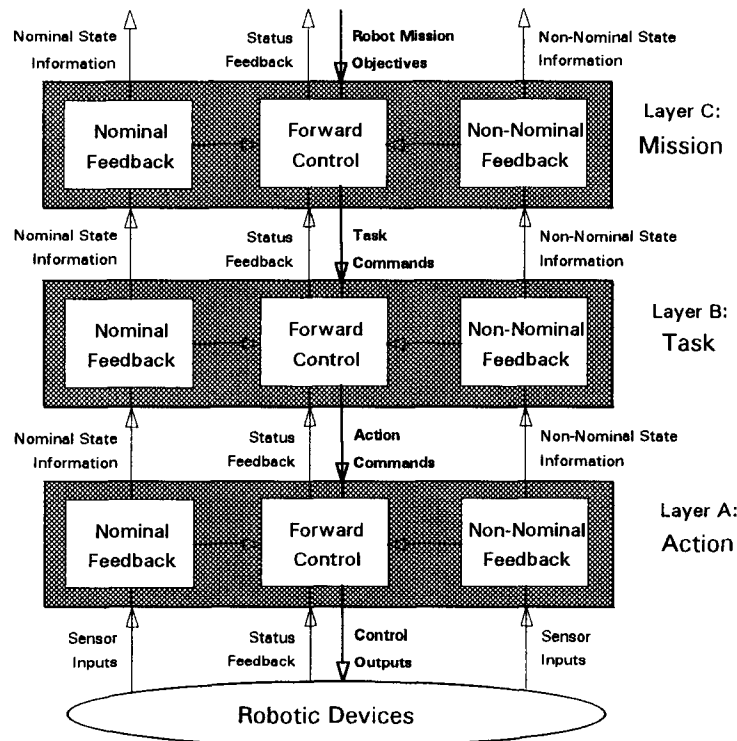 Nominal State
Information
Status
Feedback
Robot Mission
Objectives
Non-Nominal State
Information
Nominal
Feedback
Forward
Control
Non-Nominal
Feedback
Layer C:
Mission
Nominal State
Information
Status
Feedback
Task
Commands
Non-Nominal State
Information
Nominal
Feedback
Forward
Control
Non-Nominal
Feedback
Layer B:
Task
Nominal State
Information
Status
Feedback
Action
Commands
Non-Nominal State
Information
Nominal
Feedback
Forward
Control
Non-Nominal
Feedback
Layer A:
Action
Sensor
Inputs
Status
Feedback
Control
Outputs
Sensor
Inputs
Robotic Devices